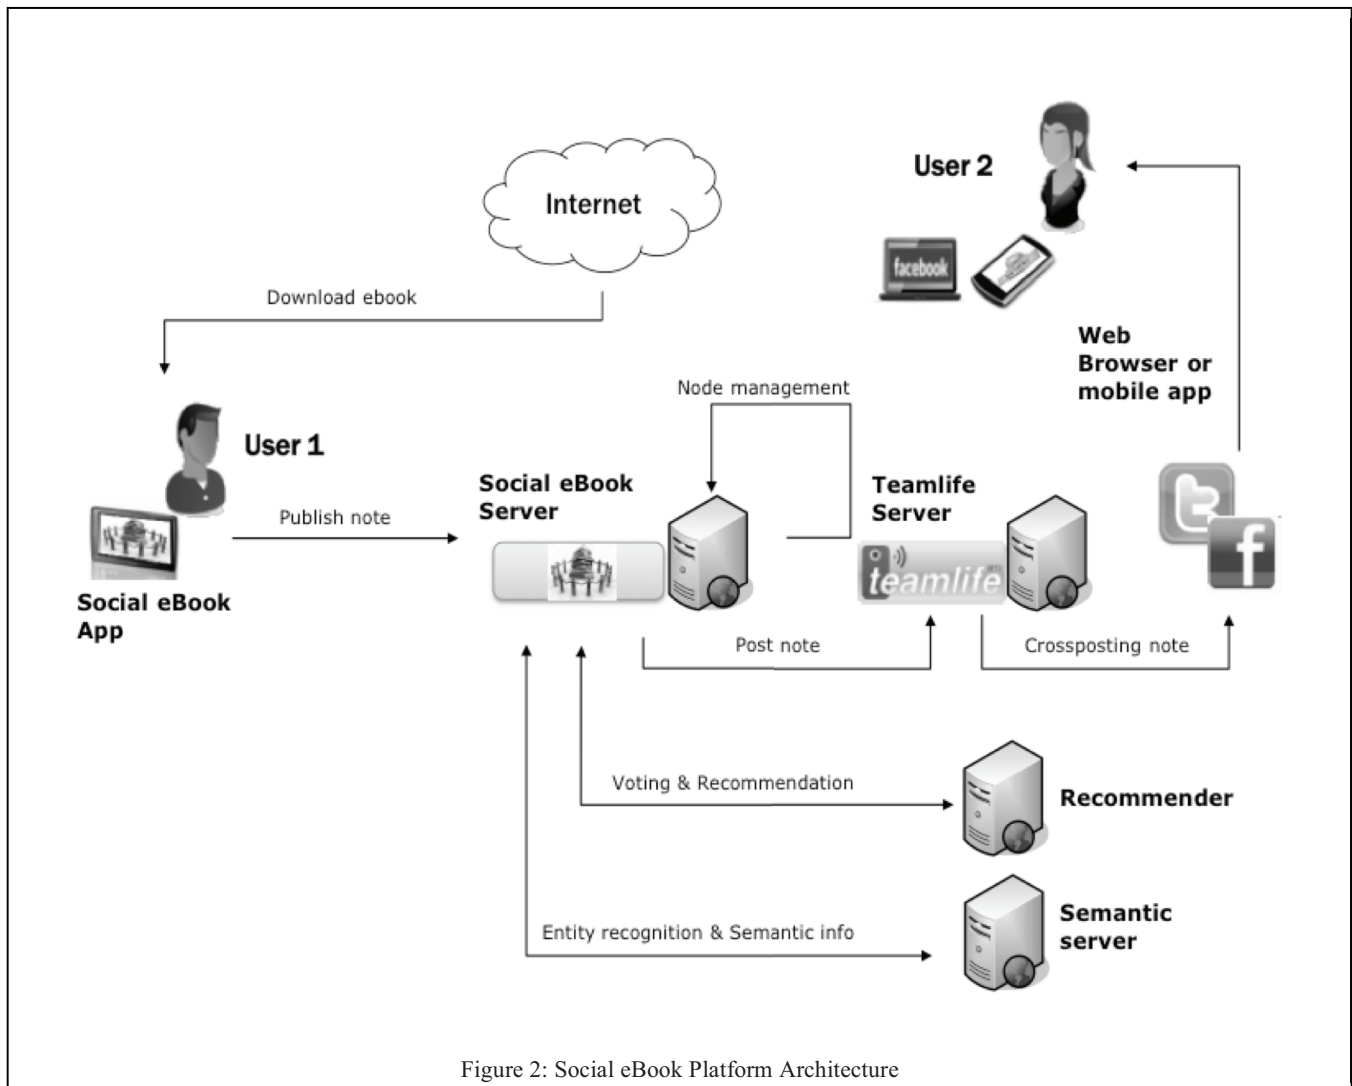 Internet
User 2
facebook
Download ebook
Web
Browser or
mobile app
Node management
User 1
Social eBook
Server
Teamlife
Server
Publish note
teamlife
BETA
Social eBook
App
Post note
Crossposting note
Voting & Recommendation
Recommender
Semantic
server
Entity recognition & Semantic info
Figure 2: Social eBook Platform Architecture